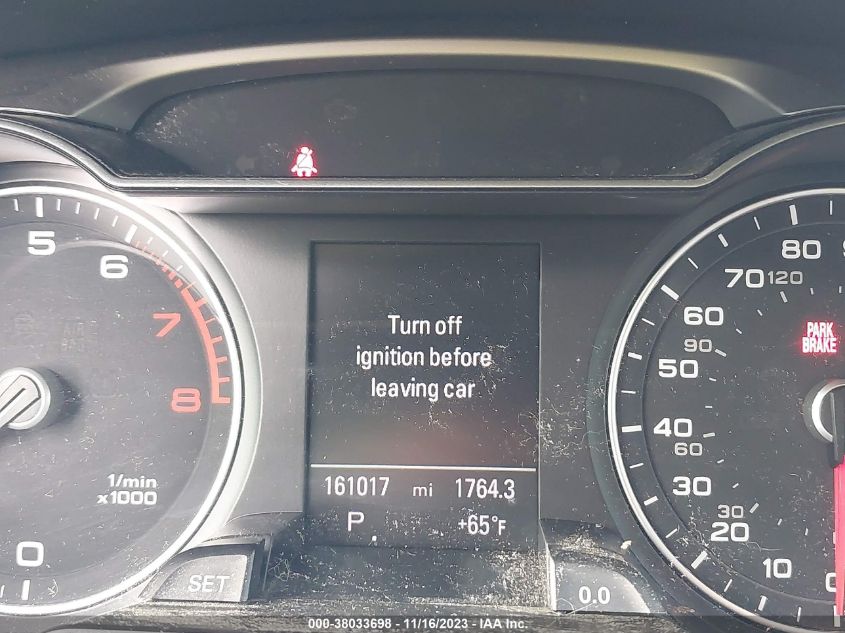 5
6
7
8
1/min
x1000
0
SET
Turn off
ignition before
leaving car
161017 mi 1764.3
P +65°F
80
70 120
60
90
50
40
60
30
30
20
10
0
PARK
BRAKE
0.0
000-38033698 - 11/16/2023 - IAA Inc.